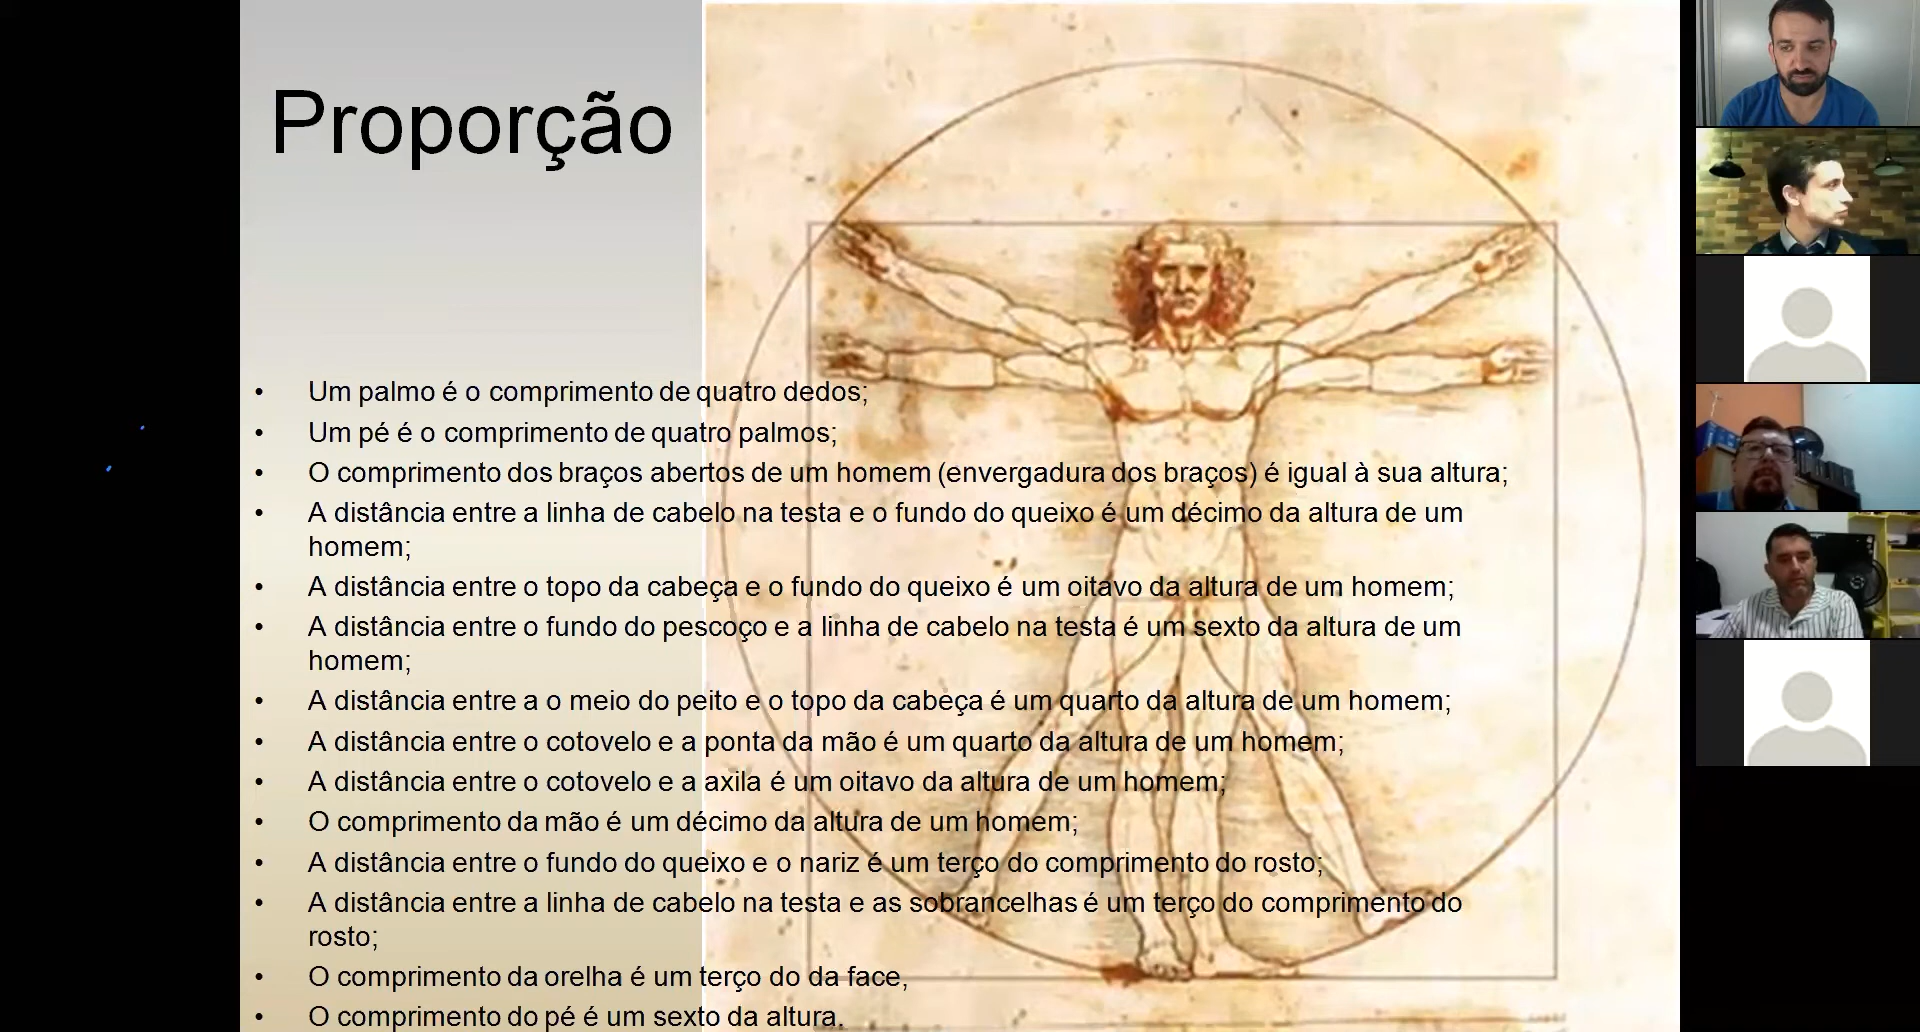 Proporção
• Um palmo é o comprimento de quatro dedos;
• Um pé é o comprimento de quatro palmos;
• O comprimento dos braços abertos de um homem (envergadura dos braços) é igual à sua altura;
• A distância entre a linha de cabelo na testa e o fundo do queixo é um décimo da altura de um
homem;
• A distância entre o topo da cabeça e o fundo do queixo é um oitavo da altura de um homem;
• A distância entre o fundo do pescoço e a linha de cabelo na testa é um sexto da altura de um
homem;
• A distância entre a o meio do peito e o topo da cabeça é um quarto da altura de um homem;
• A distância entre o cotovelo e a ponta da mão é um quarto da altura de um homem;
• A distância entre o cotovelo e a axila é um oitavo da altura de um homem;
• O comprimento da mão é um décimo da altura de um homem;
• A distância entre o fundo do queixo e o nariz é um terço do comprimento do rosto;
• A distância entre a linha de cabelo na testa e as sobrancelhas é um terço do comprimento do
rosto;
• O comprimento da orelha é um terço do da face,
• O comprimento do pé é um sexto da altura.